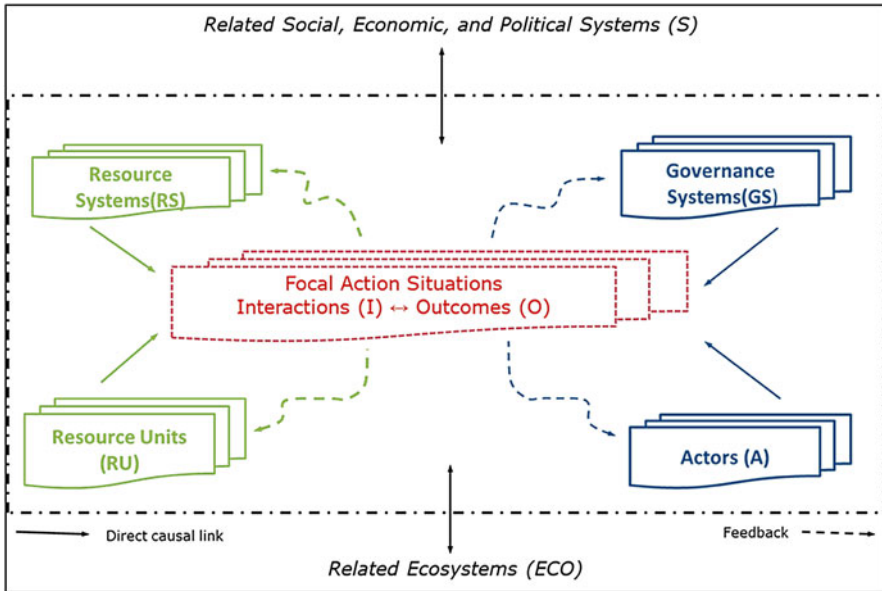 Related Social, Economic, and Political Systems (S)
Resource
Systems(RS)
Governance
Systems(GS)
Focal Action Situations
Interactions (I) ↔ Outcomes (O)
Resource Units
(RU)
Actors (A)
Direct causal link
Feedback
Related Ecosystems (ECO)